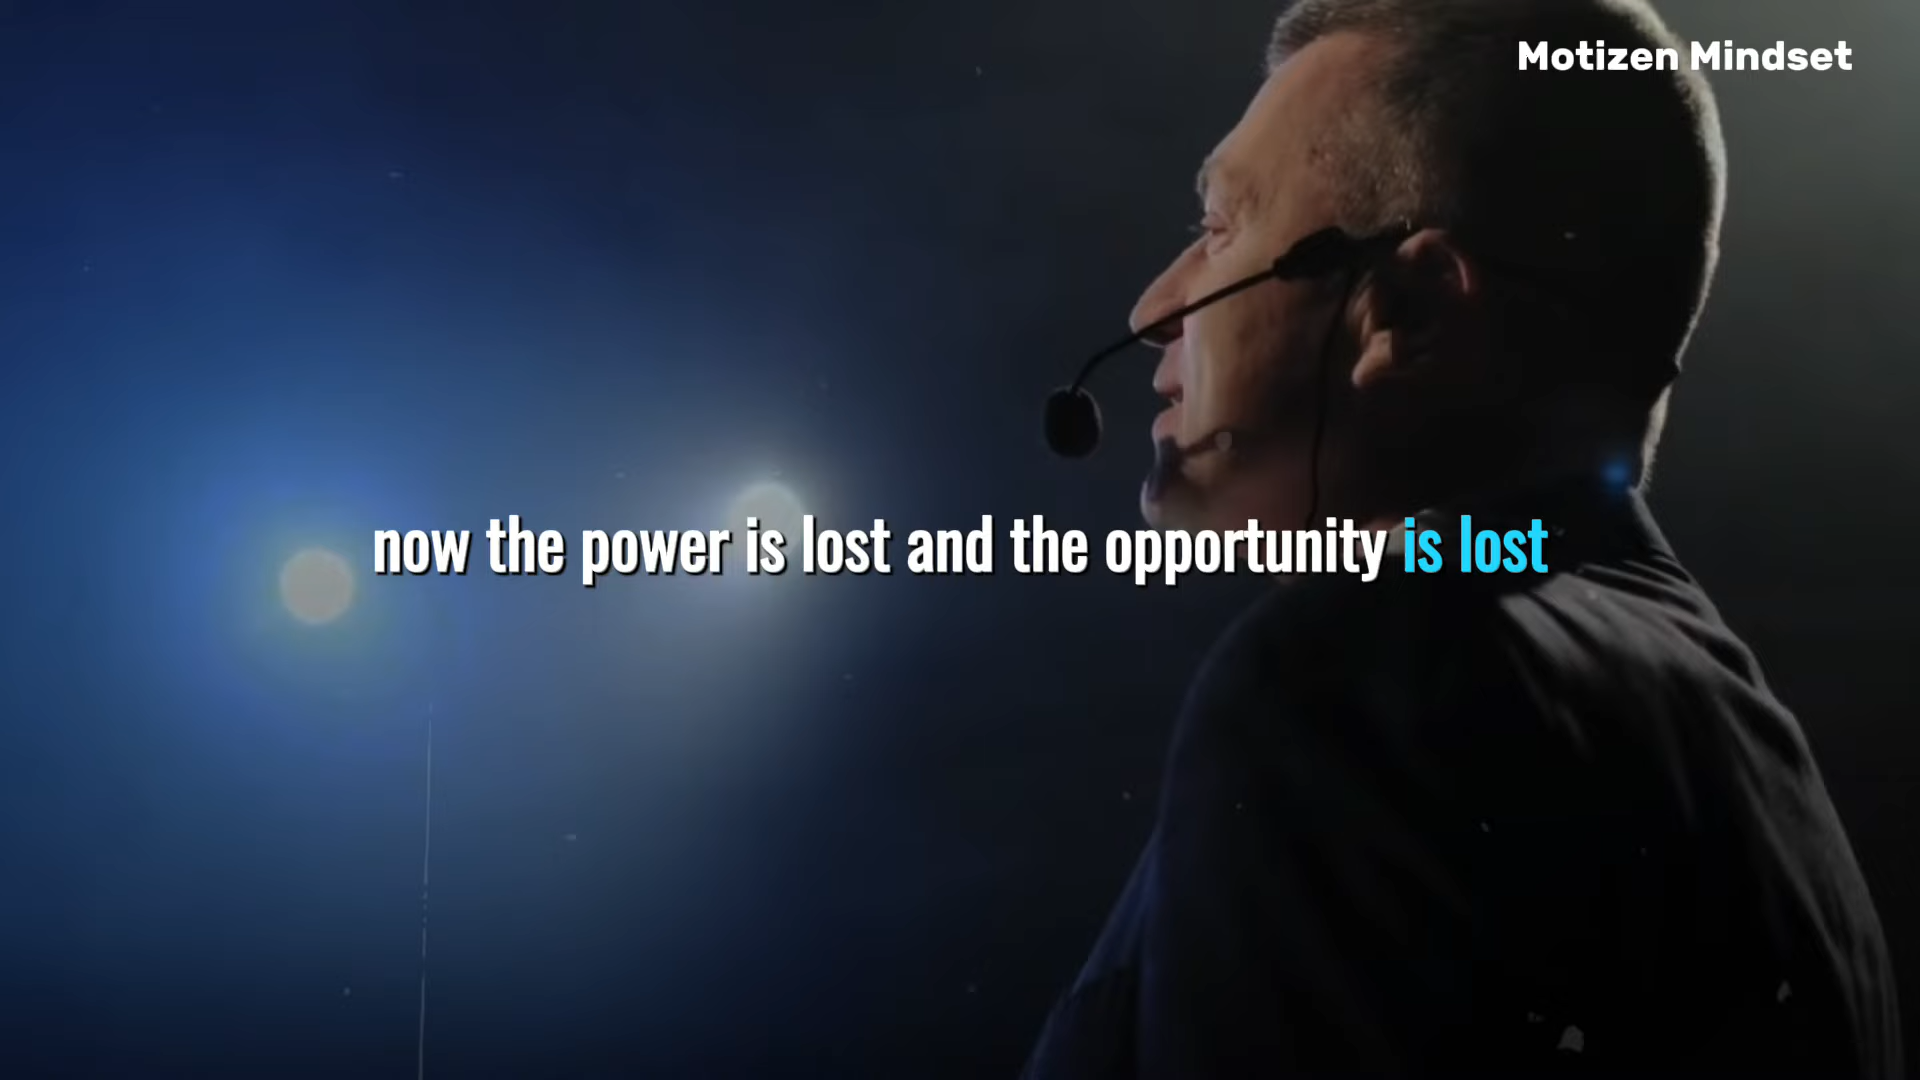 Motizen Mindset
now the power is lost and the opportunity is lost